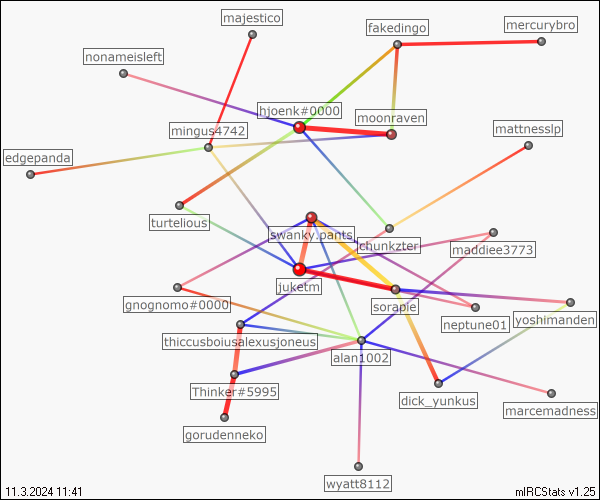 majestico
fakedingo
mercurybro
nonameisleft
hjoenk#0000
moonraven
mingus4742
mattnesslp
edgepanda
turtelious
swanky.pants
chunkzter
maddiee3773
juketm
gnognomo#0000
sorapie
neptune01
yoshimanden
thiccusboiusalexusjoneus
alan1002
Thinker#5995
dick_yunkus
marcemadness
gorudenneko
wyatt8112
11.3.2024 11:41
mIRCStats v1.25